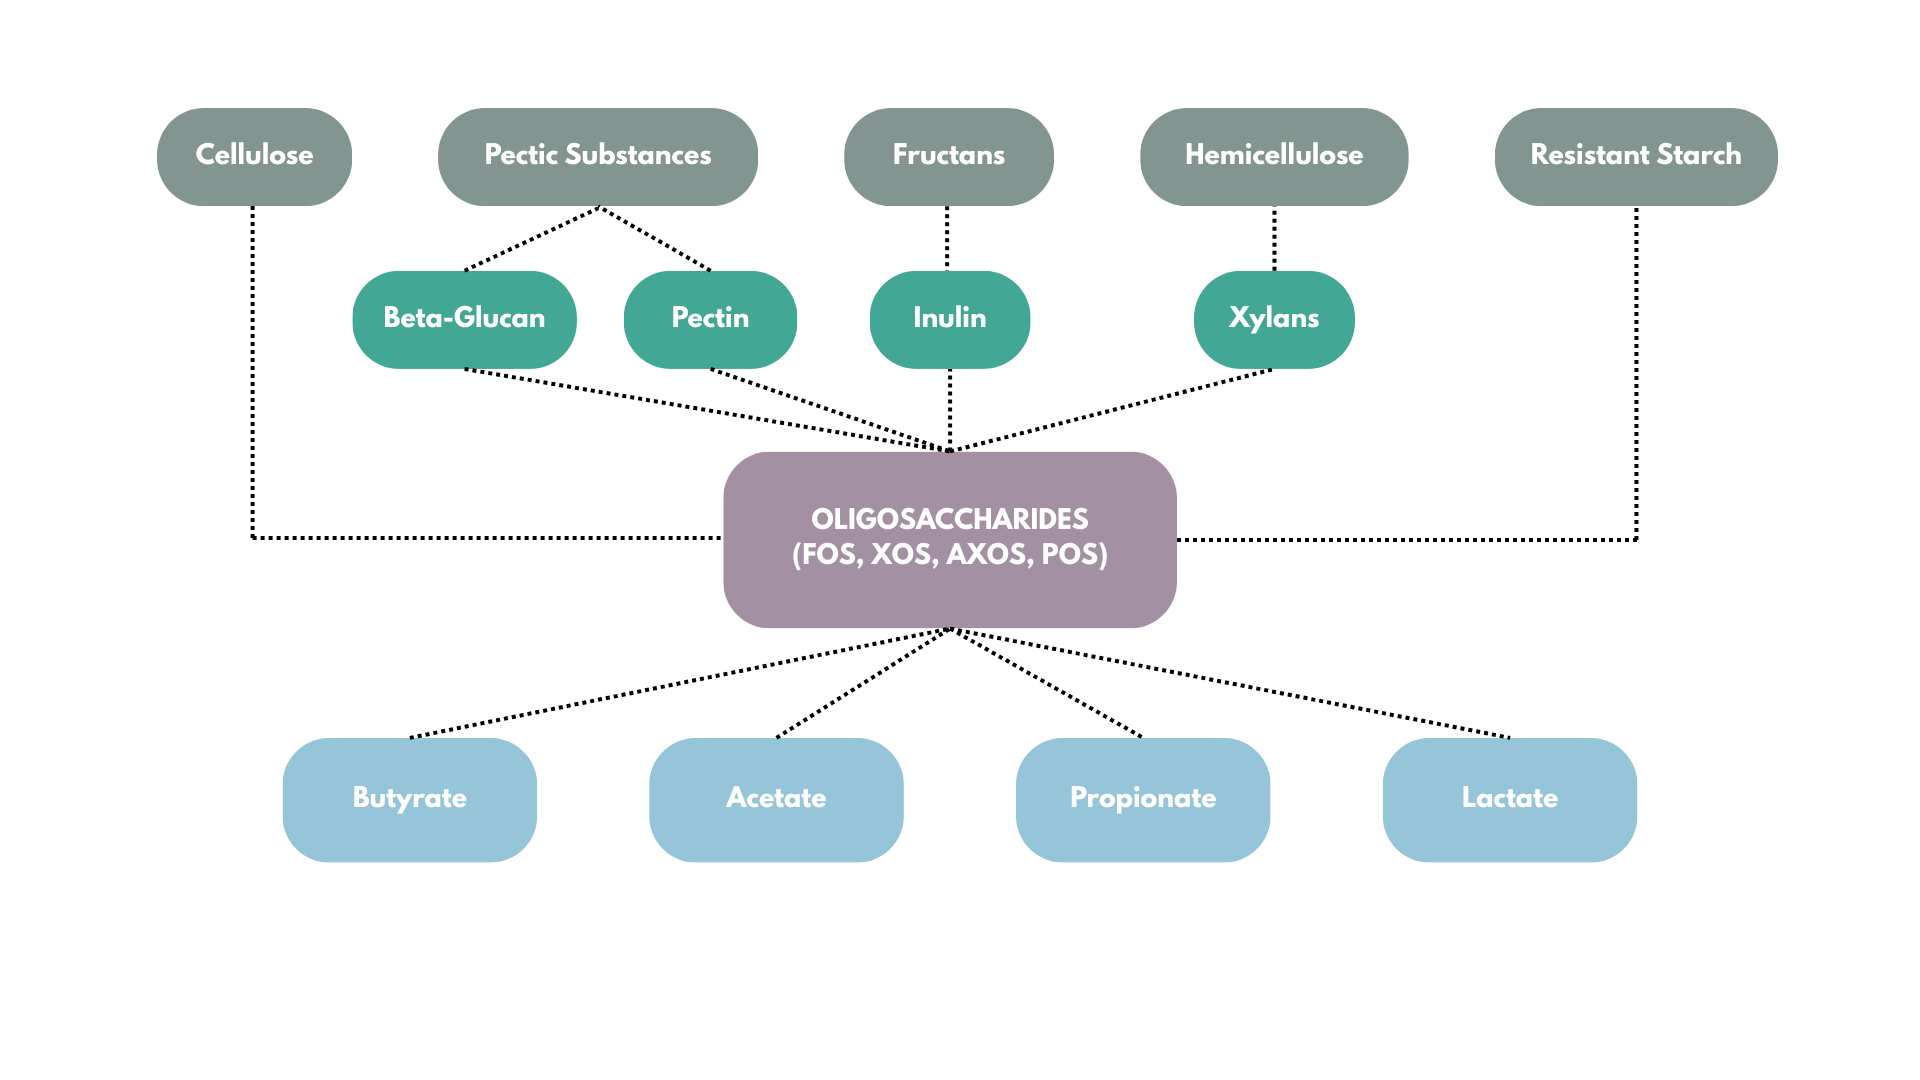 Cellulose
Pectic Substances
Fructans
Hemicellulose
Resistant Starch
Beta-Glucan
Pectin
Inulin
Xylans
OLIGOSACCHARIDES
(FOS, XOS, AXOS, POS)
Butyrate
Acetate
Propionate
Lactate